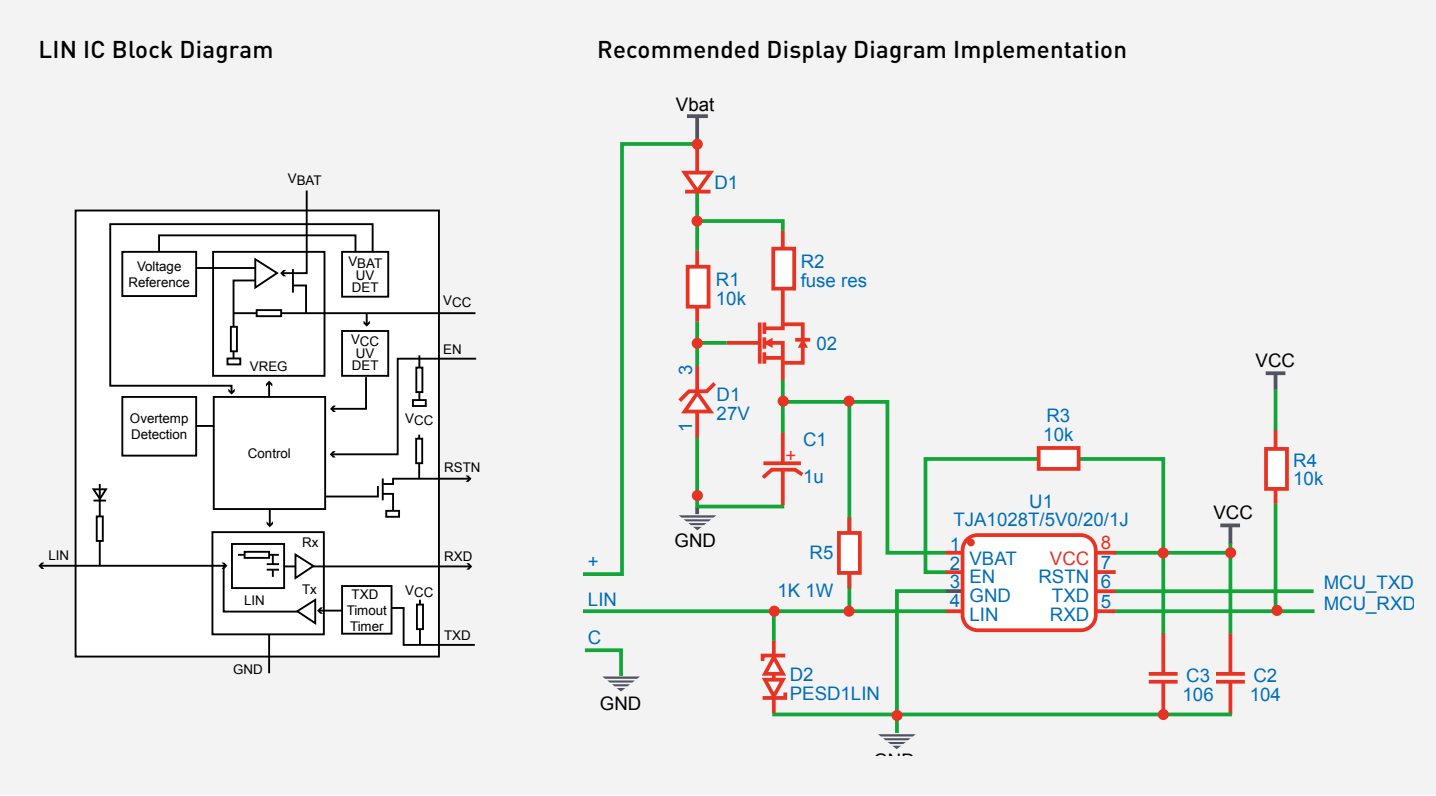 LIN IC Block Diagram
Recommended Display Diagram Implementation
VBAT
Voltage
Reference
VBAT
UV
DET
VCC
VREG
VCC
UV
DET
EN
VCC
Overtemp
Detection
Control
RSTN
LIN
Rx
RXD
LIN
Tx
TXD
Timout
Timer
VCC
TXD
GND
Vbat
D1
R1
10k
R2
fuse res
02
3
D1
27V
1
C1
+
1u
GND
+
LIN
C
GND
R5
1K 1W
D2
PESD1LIN
R3
10k
U1
TJA1028T/5V0/20/1J
1
2
3
4
VBAT
EN
GND
LIN
VCC
RSTN
TXD
RXD
8
7
6
5
VCC
R4
10k
VCC
MCU_TXD
MCU_RXD
C3
106
C2
104